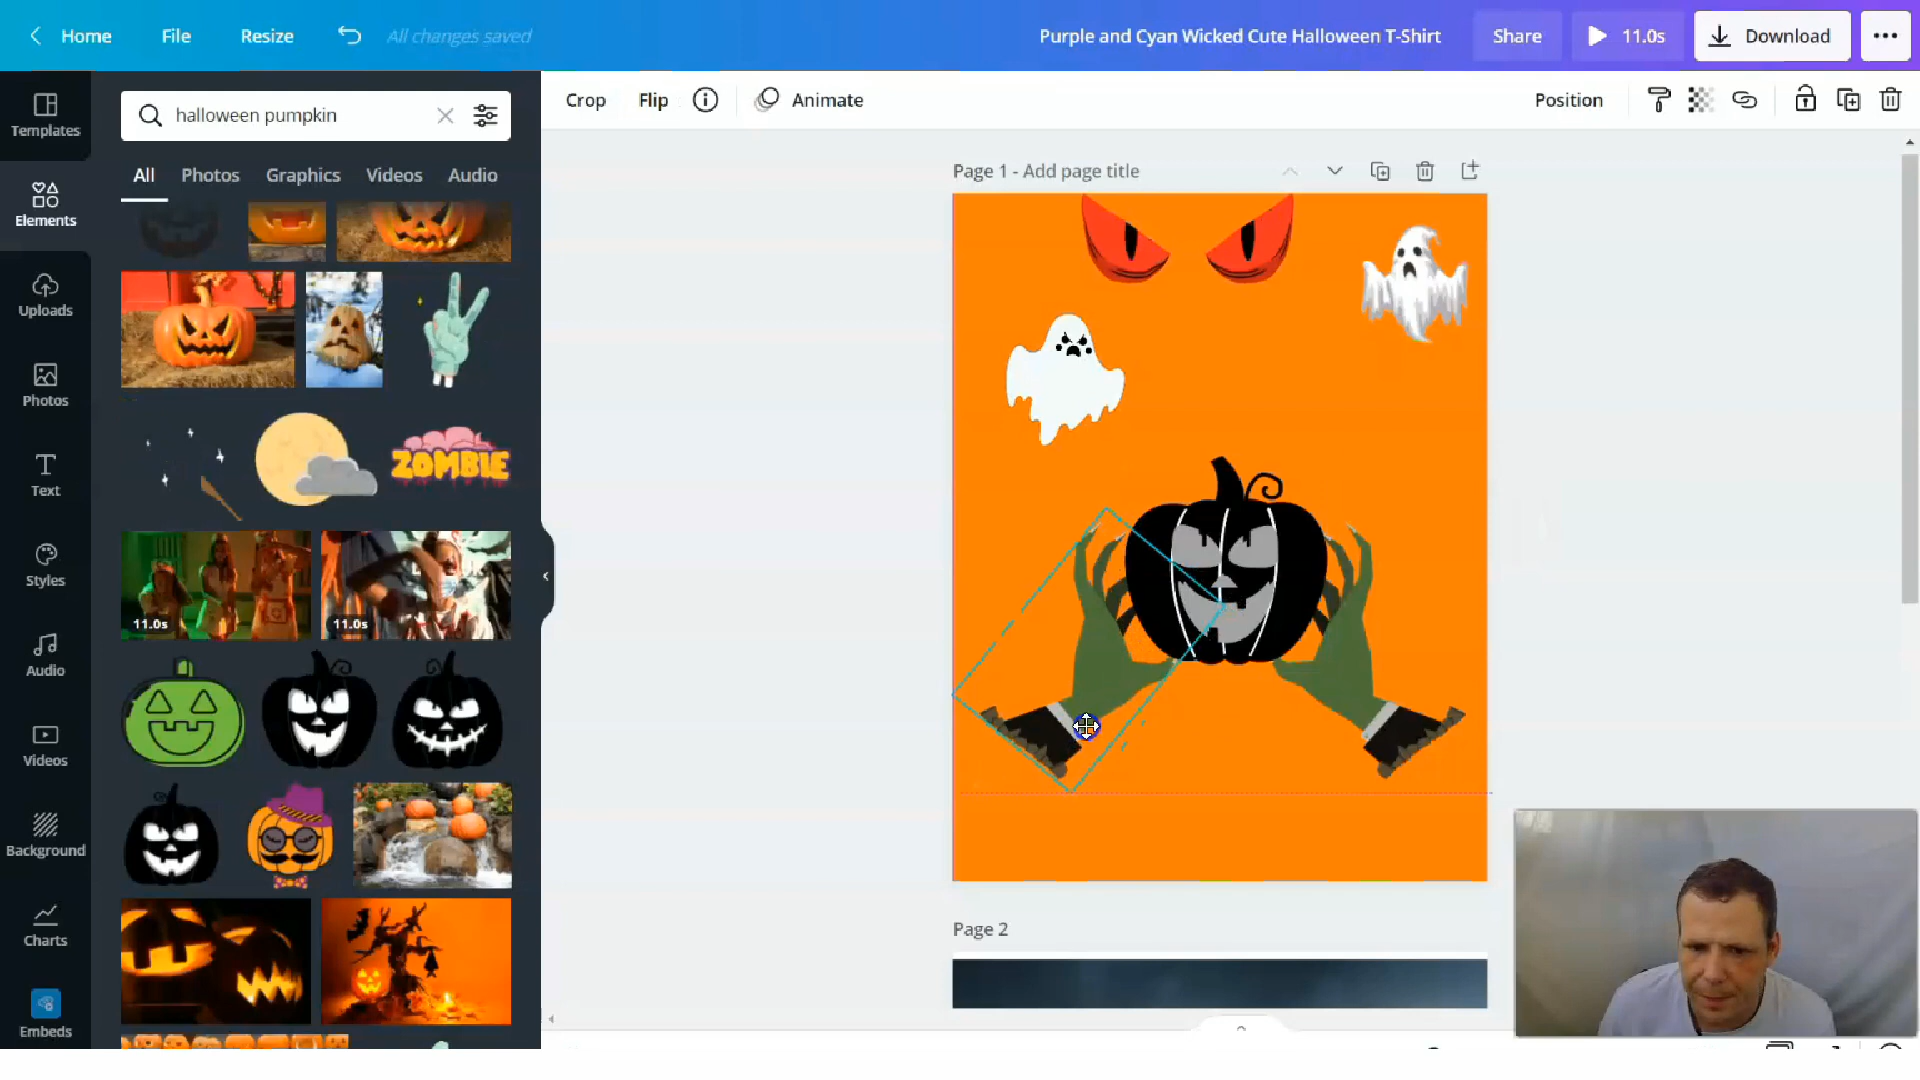 Home File Resize All changes saved Purple and Cyan Wicked Cute Halloween T-Shirt Share 11.0s Download
halloween pumpkin
Crop Flip Animate Position
Templates
All Photos Graphics Videos Audio
Page 1 - Add page title
Elements
Uploads
Photos
ZOMBIE
Text
Styles
11.0s 11.0s
Audio
Videos
Background
Charts
Page 2
Embeds